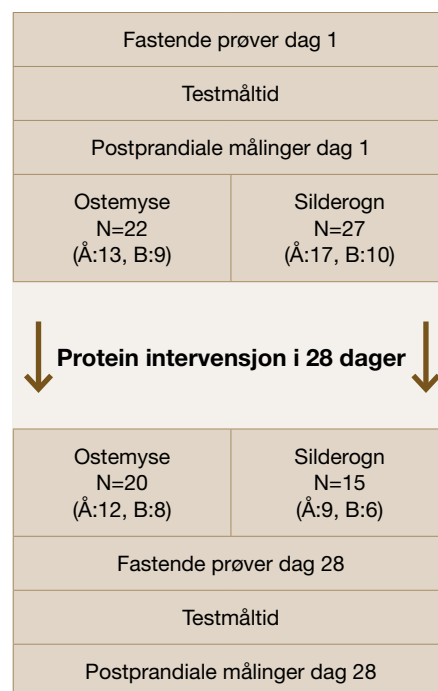 Fastende prøver dag 1
Testmåltid
Postprandiale målinger dag 1
Ostemyse
N=22
(Å:13, B:9)
Silderogn
N=27
(Å:17, B:10)
Protein intervensjon i 28 dager
Ostemyse
N=20
(Å:12, B:8)
Silderogn
N=15
(Å:9, B:6)
Fastende prøver dag 28
Testmåltid
Postprandiale målinger dag 28